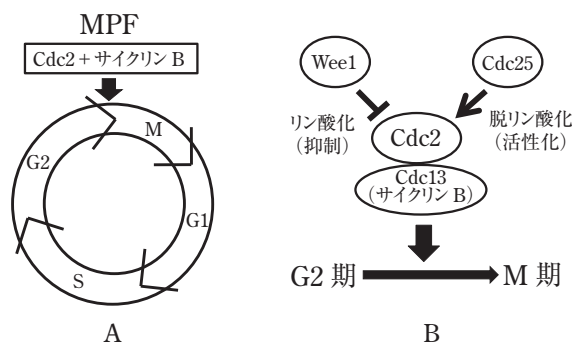 MPF
Cdc2+サイクリン B
M
G2
G1
S
A
Wee1
Cdc25
リン酸化
(抑制)
脱リン酸化
(活性化)
Cdc2
Cdc13
(サイクリン B)
G2 期
M 期
B